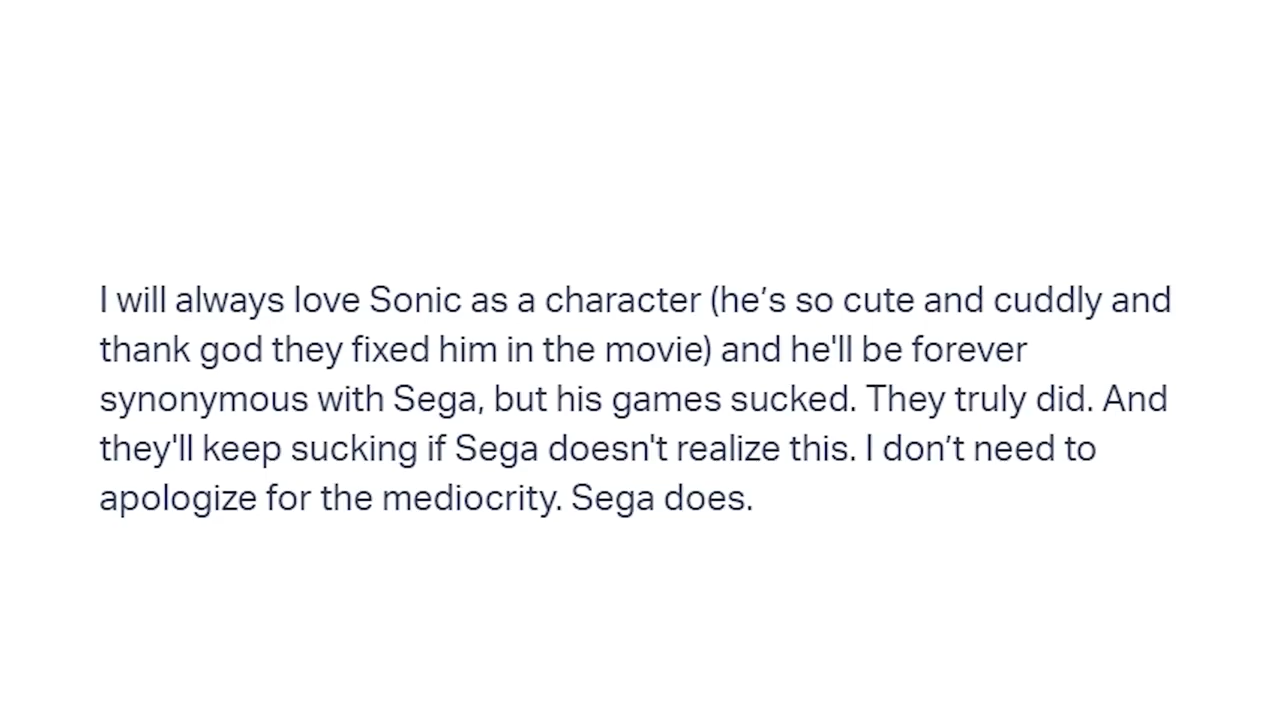 I will always love Sonic as a character (he’s so cute and cuddly and
thank god they fixed him in the movie) and he'll be forever
synonymous with Sega, but his games sucked. They truly did. And
they'll keep sucking if Sega doesn't realize this. I don’t need to
apologize for the mediocrity. Sega does.